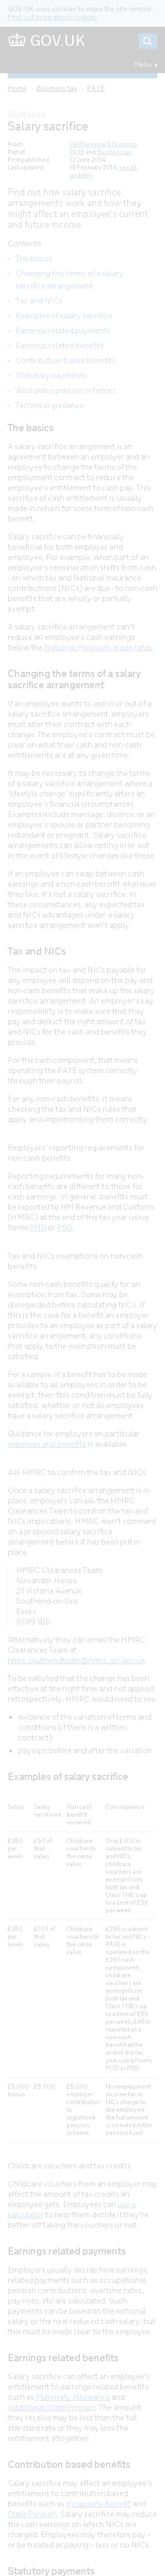 GOV.UK uses cookies to make the site simpler.
Find out more about cookies
GOV.UK
Menu
Home
Business tax
PAYE
Guidance
Salary sacrifice
From: HM Revenue & Customs
Part of: PAYE and Business tax
First published: 12 June 2014
Last updated: 18 February 2016, see all
updates
Find out how salary sacrifice
arrangements work and how they
might affect an employee's current
and future income.
Contents
The basics
Changing the terms of a salary
sacrifice arrangement
Tax and NICs
Examples of salary sacrifice
Earnings related payments
Earnings related benefits
Contribution based benefits
Statutory payments
Workplace pension schemes
Technical guidance
The basics
A salary sacrifice arrangement is an
agreement between an employer and
an employee to change the terms of the
employment contract to reduce the
employee's entitlement to cash pay. This
sacrifice of cash entitlement is usually
made in return for some form of non-cash
benefit.
Salary sacrifice can be financially
beneficial for both employer and
employee. For example, when part of an
employee's remuneration shifts from cash
- on which tax and National Insurance
contributions (NICs) are due - to non-cash
benefits that are wholly or partially
exempt.
A salary sacrifice arrangement can't
reduce an employee's cash earnings
below the National Minimum Wage rates.
Changing the terms of a salary
sacrifice arrangement
If an employee wants to opt in or out of a
salary sacrifice arrangement, employers
must alter their contract with each
change. The employee's contract must be
clear on what their cash and non-cash
entitlements are at any given time.
It may be necessary to change the terms
of a salary sacrifice arrangement where a
'lifestyle change' significantly alters an
employee's financial circumstances.
Examples include marriage, divorce, or an
employee's spouse or partner becoming
redundant or pregnant. Salary sacrifice
arrangements can allow opting in or out
in the event of lifestyle changes like these.
If an employee can swap between cash
earnings and a non-cash benefit whenever
they like, it's not a salary sacrifice. In
these cases, any expected tax and NICs
advantages under a salary sacrifice
arrangement won't apply.
Tax and NICs
The impact on tax and NICs payable for
any employee will depend on the pay and
non-cash benefits that make up the salary
sacrifice arrangement. An employer's key
responsibility is to make sure that they
pay and deduct the right amount of tax
and NICs for the cash and benefits they
provide.
For the cash component, that means
operating the PAYE system correctly
through their payroll.
For any non-cash benefits, it means
checking the tax and NICs rules that
apply and implementing them correctly.
Employers' reporting requirements for
non-cash benefits
Reporting requirements for many non-
cash benefits are different to those for
cash earnings. In general, benefits must
be reported to HM Revenue and Customs
(HMRC) at the end of the tax year using
forms P11D or P9D.
Tax and NICs exemptions on non-cash
benefits
Some non-cash benefits qualify for an
exemption from tax. Some may be
disregarded before calculating NICs. If
this is the case for a benefit an employer
provides to an employee as part of a salary
sacrifice arrangement, the conditions
that apply to the exemption must be
satisfied.
For example, if a benefit has to be made
available to all employees in order to be
exempt, then this condition must be fully
satisfied, whether or not all employees
have a salary sacrifice arrangement.
Guidance for employers on particular
expenses and benefits is available.
Ask HMRC to confirm the tax and NICs
Once a salary sacrifice arrangement is in
place, employers can ask the HMRC
Clearances Team to confirm the tax and
NICs implications. HMRC won't comment
on a proposed salary sacrifice
arrangement before it has been put in
place.
HMRC Clearances Team
Alexander House
21 Victoria Avenue
Southend-on-Sea
Essex
SS99 1BD
Alternatively they can email the HMRC
Clearances Team at
hmrc.southendteam@hmrc.gsi.gov.uk.
To be satisfied that the change has been
effective at the right time and not applied
retrospectively, HMRC would need to see:
evidence of the variation of terms and
conditions (if there is a written
contract)
payslips before and after the variation
Examples of salary sacrifice
Salary | Salary sacrificed | Non cash benefit received | Consequence
£350 per week | £50 of that salary | Childcare voucher to the same value | Only £300 is subject to tax and NICs, childcare vouchers are exempt from both tax and Class 1 NICs up to a limit of £55 per week
£350 per week | £100 of that salary | Childcare vouchers to the same value | £295 is subject to tax and NICs - PAYE is operated on the £250 cash component, childcare vouchers are exempt from tax and Class 1 NICs up to a limit of £55 per week, £45 is reported as a non-cash benefit at the end of the tax year using forms P11D or P9D
£5,000 bonus | £5,000 | £5,000 employer contribution to registered pension scheme | No employment income tax or NICs charge to the employee - the full amount is invested in the pension fund
Childcare vouchers and tax credits
Childcare vouchers from an employer may
affect the amount of tax credits an
employee gets. Employees can use a
calculator to help them decide if they're
better off taking the vouchers or not.
Earnings related payments
Employers usually decide how earnings
related payments such as occupational
pension contributions, overtime rates,
pay rises, etc are calculated. Such
payments can be based on the notional
salary or the new reduced cash salary, but
this must be made clear to the employee.
Earnings related benefits
Salary sacrifice can affect an employee's
entitlement to earnings related benefits
such as Maternity Allowance and
Additional State Pension. The amount
they receive may be less than the full
standard rate or they may lose the
entitlement altogether.
Contribution based benefits
Salary sacrifice may affect an employee's
entitlement to contribution based
benefits such as Incapacity Benefit and
State Pension. Salary sacrifice may reduce
the cash earnings on which NICs are
charged. Employees may therefore pay -
or be treated as paying - less or no NICs.
Statutory payments